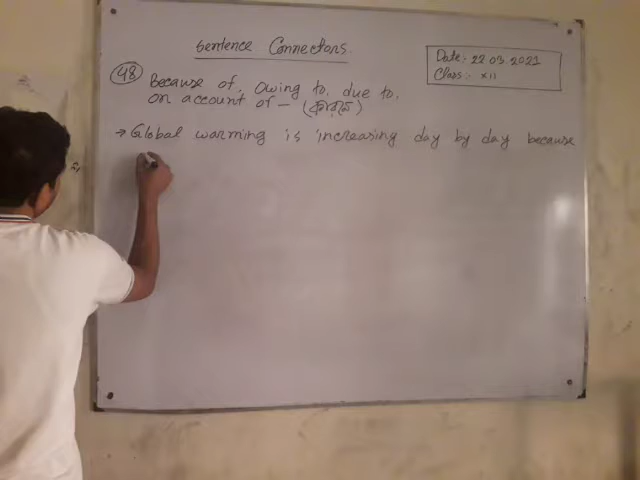 Sentence Connectors.
Date: 22.03.2021
Class: XII
48 Because of, Owing to, due to,
on account of – (কারণে)
→ Global warming is increasing day by day because